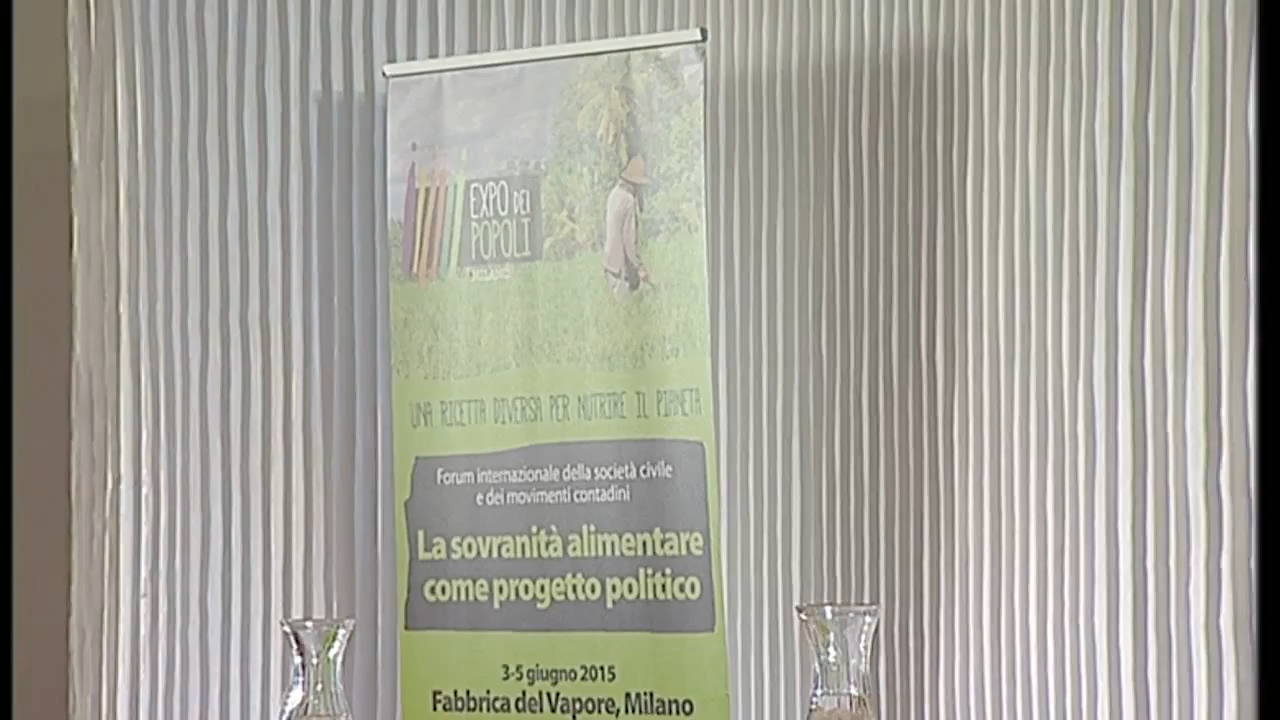 EXPO DEI
POPOLI
MILANO
UNA RICETTA DIVERSA PER NUTRIRE IL PIANETA
Forum internazionale della società civile
e dei movimenti contadini
La sovranità alimentare
come progetto politico
3-5 giugno 2015
Fabbrica del Vapore, Milano